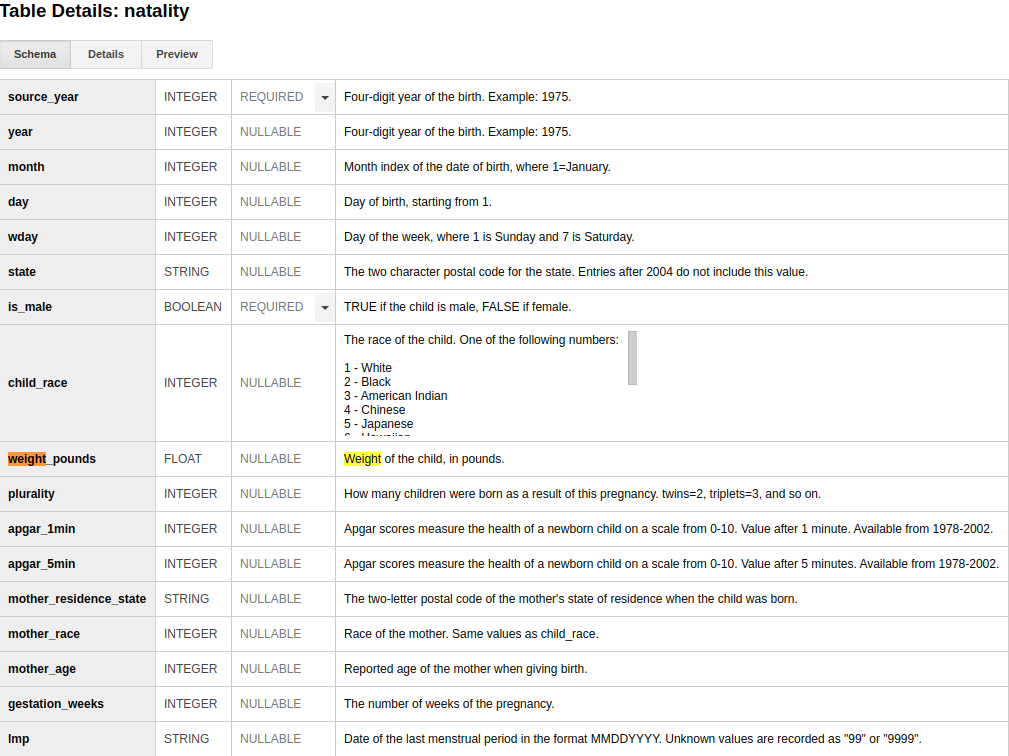 Table Details: natality
Schema Details Preview
source_year INTEGER REQUIRED Four-digit year of the birth. Example: 1975.
year INTEGER NULLABLE Four-digit year of the birth. Example: 1975.
month INTEGER NULLABLE Month index of the date of birth, where 1=January.
day INTEGER NULLABLE Day of birth, starting from 1.
wday INTEGER NULLABLE Day of the week, where 1 is Sunday and 7 is Saturday.
state STRING NULLABLE The two character postal code for the state. Entries after 2004 do not include this value.
is_male BOOLEAN REQUIRED TRUE if the child is male, FALSE if female.
child_race INTEGER NULLABLE The race of the child. One of the following numbers:
1 - White
2 - Black
3 - American Indian
4 - Chinese
5 - Japanese
weight_pounds FLOAT NULLABLE Weight of the child, in pounds.
plurality INTEGER NULLABLE How many children were born as a result of this pregnancy. twins=2, triplets=3, and so on.
apgar_1min INTEGER NULLABLE Apgar scores measure the health of a newborn child on a scale from 0-10. Value after 1 minute. Available from 1978-2002.
apgar_5min INTEGER NULLABLE Apgar scores measure the health of a newborn child on a scale from 0-10. Value after 5 minutes. Available from 1978-2002.
mother_residence_state STRING NULLABLE The two-letter postal code of the mother's state of residence when the child was born.
mother_race INTEGER NULLABLE Race of the mother. Same values as child_race.
mother_age INTEGER NULLABLE Reported age of the mother when giving birth.
gestation_weeks INTEGER NULLABLE The number of weeks of the pregnancy.
lmp STRING NULLABLE Date of the last menstrual period in the format MMDDYYYY. Unknown values are recorded as "99" or "9999".